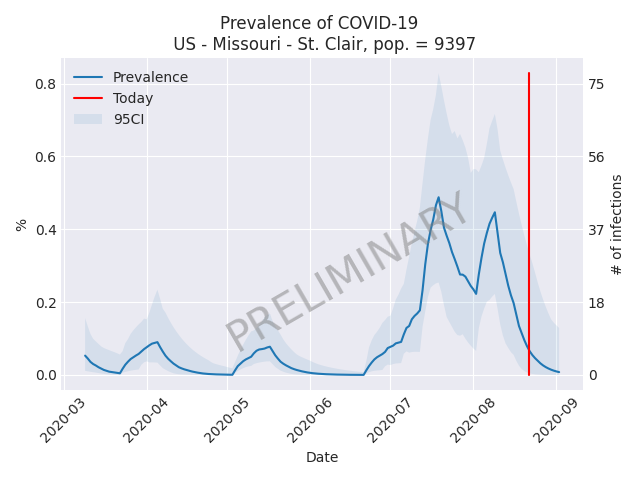 Prevalence of COVID-19
US - Missouri - St. Clair, pop. = 9397
Prevalence
Today
95CI
PRELIMINARY
%
0.8
0.6
0.4
0.2
0.0
75
56
37
18
0
# of infections
2020-03
2020-04
2020-05
2020-06
2020-07
2020-08
2020-09
Date